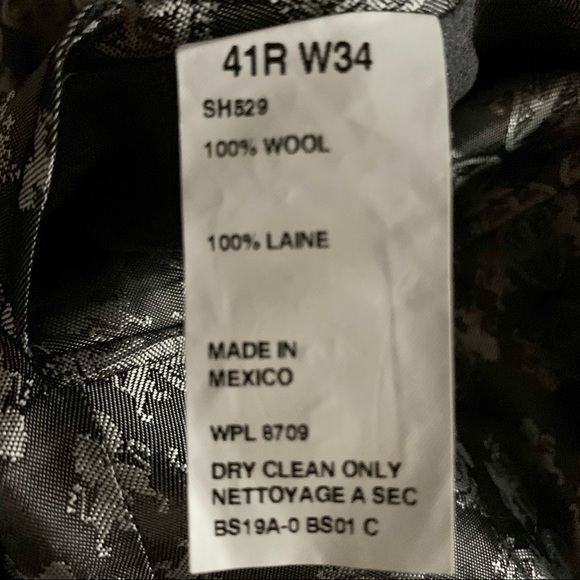 41R W34
SH529
100% WOOL
100% LAINE
MADE IN
MEXICO
WPL 8709
DRY CLEAN ONLY
NETTOYAGE A SEC
BS19A-0 BS01 C